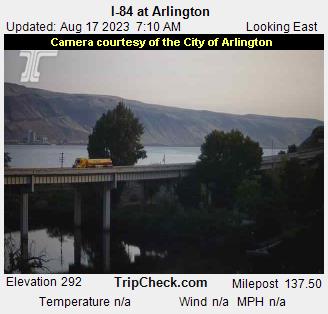 I-84 at Arlington
Updated: Aug 17 2023 7:10 AM Looking East
Camera courtesy of the City of Arlington
Elevation 292 TripCheck.com Milepost 137.50
Temperature n/a Wind n/a MPH n/a